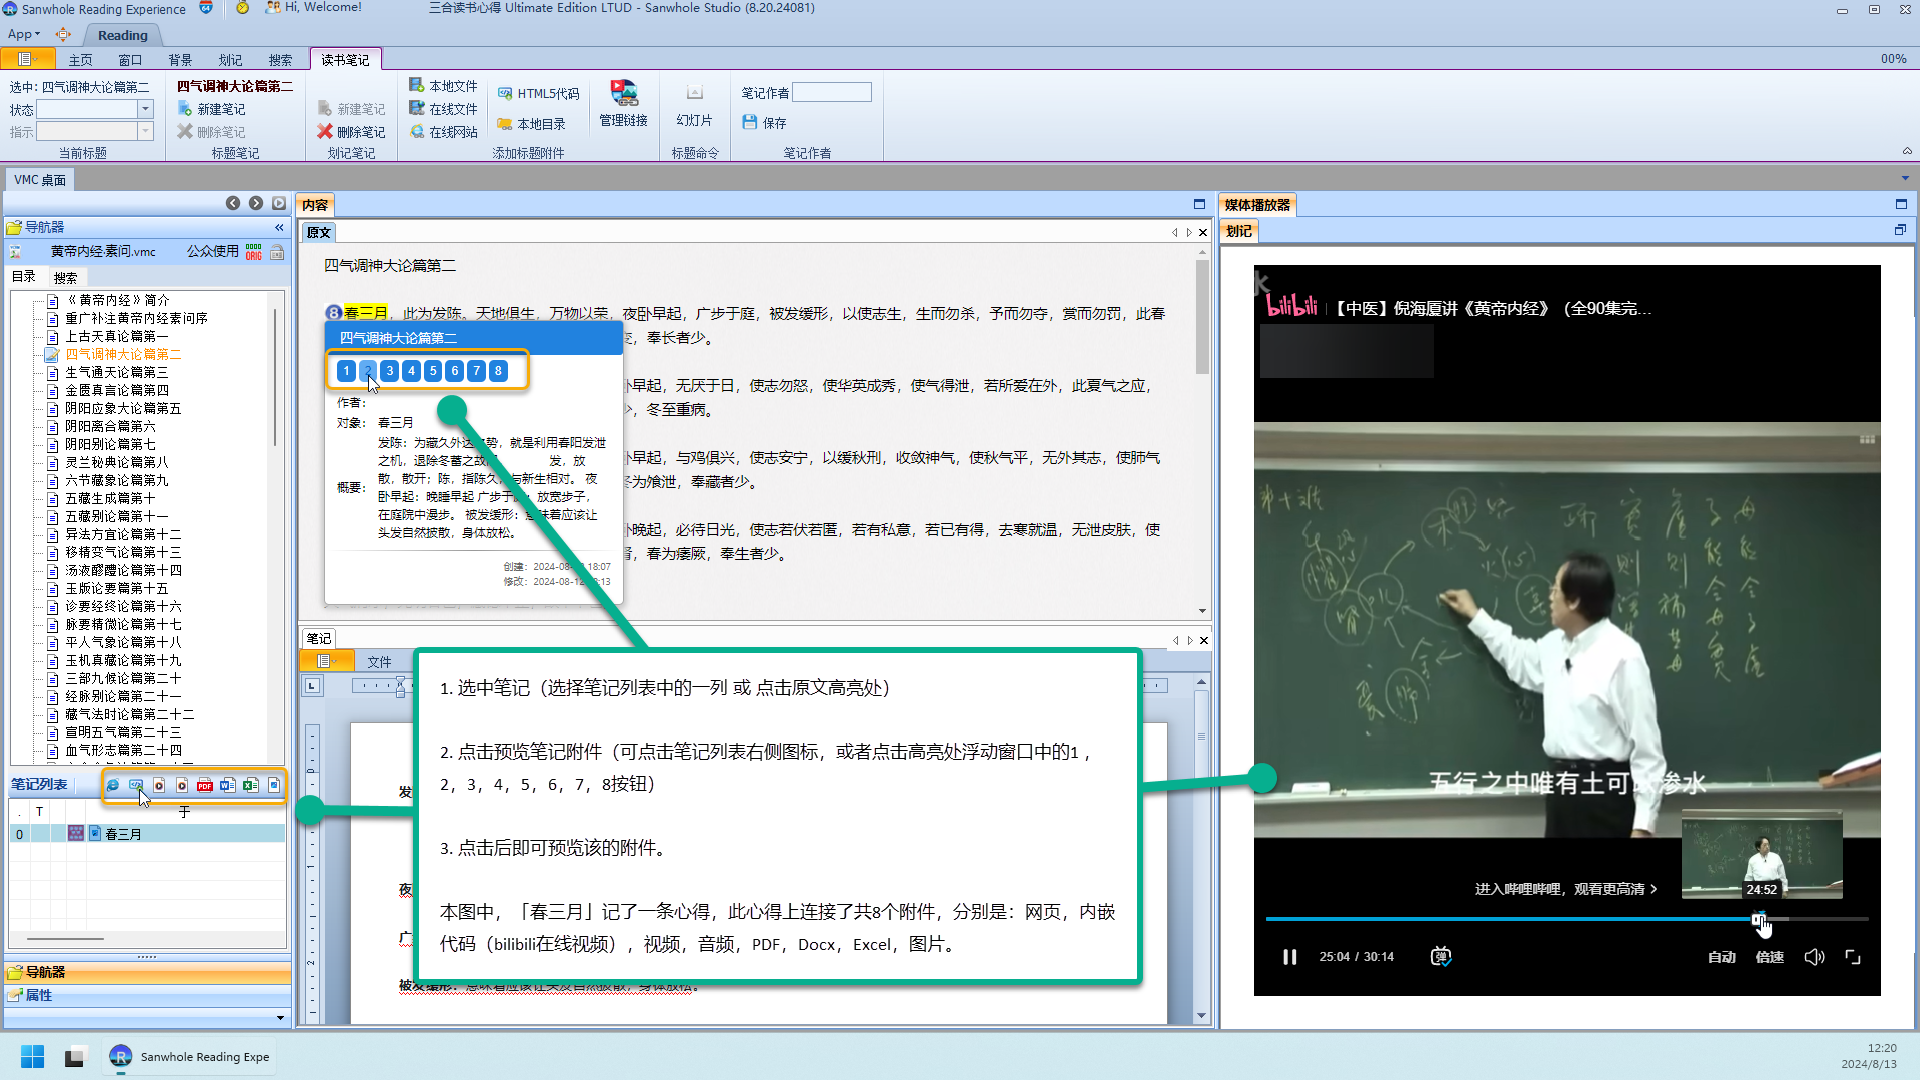 Sanwhole Reading Experience
Hi, Welcome!
三合读书心得 Ultimate Edition LTUD - Sanwhole Studio (8.20.24081)
App
Reading
主页
窗口
背景
划记
搜索
读书笔记
00%
选中: 四气调神大论篇第二
状态
指示
当前标题
四气调神大论篇第二
新建笔记
删除笔记
标题笔记
新建笔记
删除笔记
划记笔记
本地文件
在线文件
在线网站
HTML5代码
本地目录
添加标题附件
管理链接
幻灯片
标题命令
笔记作者
保存
笔记作者
VMC 桌面
导航器
黄帝内经·素问.vmc
公众使用
ORIG
目录
搜索
《黄帝内经》简介
重广补注黄帝内经素问序
上古天真论篇第一
四气调神大论篇第二
生气通天论篇第三
金匮真言论篇第四
阴阳应象大论篇第五
阴阳离合篇第六
阴阳别论篇第七
灵兰秘典论篇第八
六节藏象论篇第九
五藏生成篇第十
五藏别论篇第十一
异法方宜论篇第十二
移精变气论篇第十三
汤液醪醴论篇第十四
玉版论要篇第十五
诊要经终论篇第十六
脉要精微论篇第十七
平人气象论篇第十八
玉机真藏论篇第十九
三部九候论篇第二十
经脉别论篇第二十一
藏气法时论篇第二十二
宣明五气篇第二十三
血气形志篇第二十四
笔记列表
PDF
. T 于
0 春三月
导航器
属性
内容
原文
四气调神大论篇第二
8 春三月，此为发陈。天地俱生，万物以荣，夜卧早起，广步于庭，被发缓形，以使志生，生而勿杀，予而勿夺，赏而勿罚，此春
，奉长者少。
卧早起，无厌于日，使志勿怒，使华英成秀，使气得泄，若所爱在外，此夏气之应，
，冬至重病。
卧早起，与鸡俱兴，使志安宁，以缓秋刑，收敛神气，使秋气平，无外其志，使肺气
冬为飧泄，奉藏者少。
卧晚起，必待日光，使志若伏若匿，若有私意，若已有得，去寒就温，无泄皮肤，使
，春为痿厥，奉生者少。
四气调神大论篇第二
1 2 3 4 5 6 7 8
作者:
对象: 春三月
概要:
发陈：为藏久外达之势，就是利用春阳发泄
之机，退除冬蓄之故 发，放
散，散开；陈，指陈久，与新生相对。 夜
卧早起：晚睡早起 广步于庭：放宽步子，
在庭院中漫步。 被发缓形：意味着应该让
头发自然披散，身体放松。
创建: 2024-08- 18:07
修改: 2024-08-12 :13
笔记
文件
发
夜
广
被发缓形：意味着应该让头发自然披散，身体放松。
1. 选中笔记（选择笔记列表中的一列 或 点击原文高亮处）
2. 点击预览笔记附件（可点击笔记列表右侧图标，或者点击高亮处浮动窗口中的1，
2，3，4，5，6，7，8按钮）
3. 点击后即可预览该的附件。
本图中，「春三月」记了一条心得，此心得上连接了共8个附件，分别是：网页，内嵌
代码（bilibili在线视频），视频，音频，PDF，Docx，Excel，图片。
媒体播放器
划记
bilibili
【中医】倪海厦讲《黄帝内经》（全90集完...
五行之中唯有土可以渗水
进入哔哩哔哩，观看更高清 >
24:52
25:04 / 30:14
弹
自动
倍速
Sanwhole Reading Expe
12:20
2024/8/13